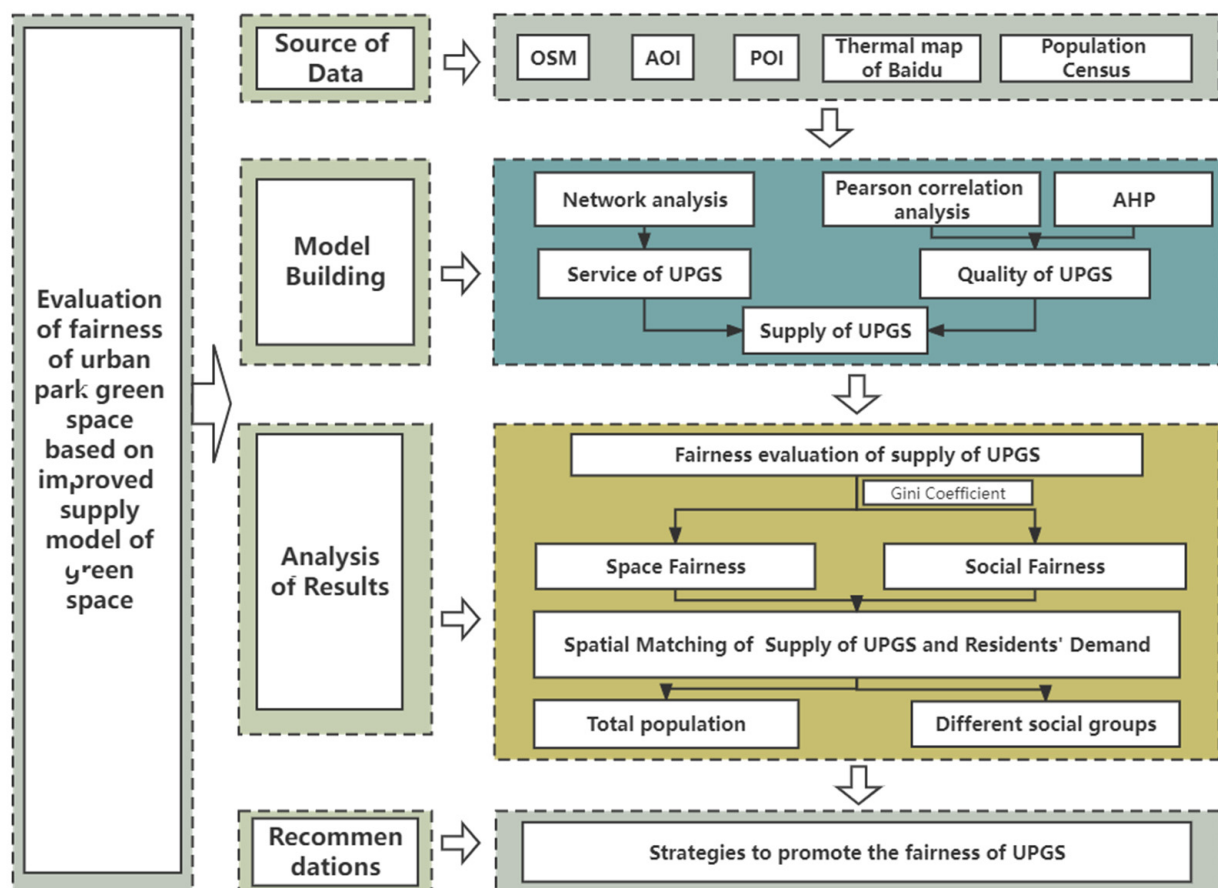 Evaluation
of fairness
of urban
park green
space
based on
improved
supply
model of
green
space
Source of
Data
OSM
AOI
POI
Thermal map
of Baidu
Population
Census
Model
Building
Network analysis
Pearson correlation
analysis
AHP
Service of UPGS
Quality of UPGS
Supply of UPGS
Analysis
of Results
Fairness evaluation of supply of UPGS
Gini Coefficient
Space Fairness
Social Fairness
Spatial Matching of Supply of UPGS and Residents' Demand
Total population
Different social groups
Recommen
dations
Strategies to promote the fairness of UPGS